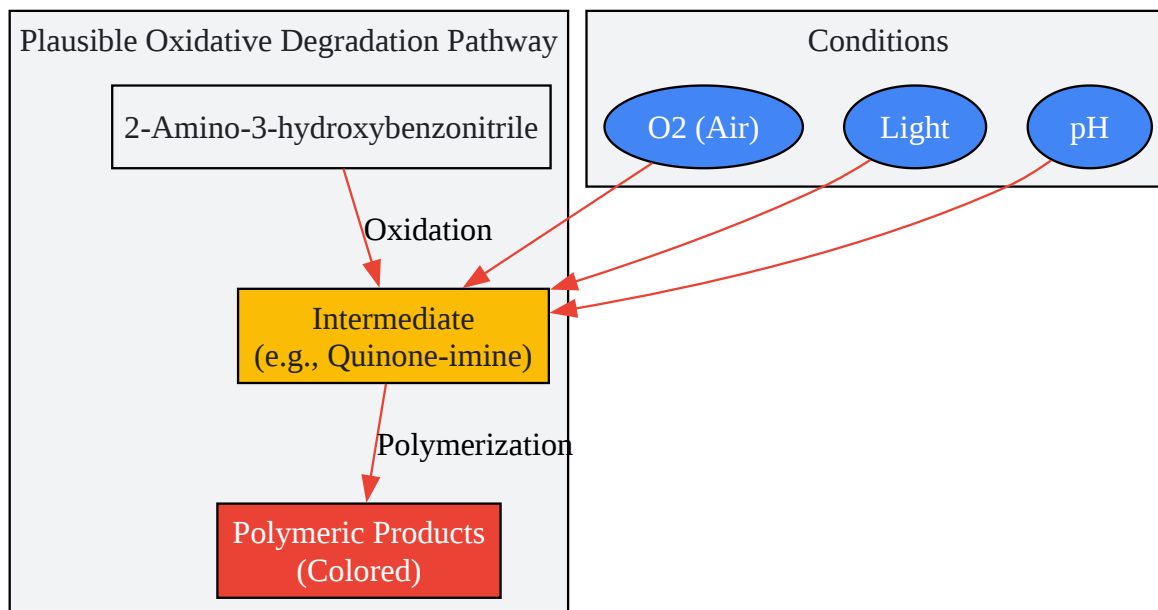 Plausible Oxidative Degradation Pathway
Conditions
2-Amino-3-hydroxybenzonitrile
O2 (Air)
Light
pH
Oxidation
Intermediate
(e.g., Quinone-imine)
Polymerization
Polymeric Products
(Colored)